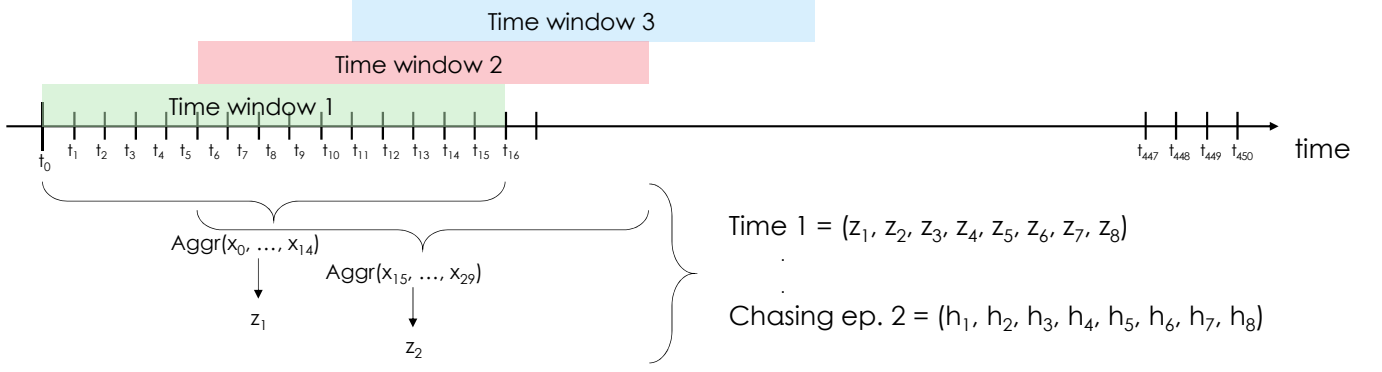 Time window 3
Time window 2
Time window 1
t₀ t₁ t₂ t₃ t₄ t₅ t₆ t₇ t₈ t₉ t₁₀ t₁₁ t₁₂ t₁₃ t₁₄ t₁₅ t₁₆ t₄₄₇ t₄₄₈ t₄₄₉ t₄₅₀ time
Aggr(x₀, …, x₁₄)
Aggr(x₁₅, …, x₂₉)
z₁
z₂
Time 1 = (z₁, z₂, z₃, z₄, z₅, z₆, z₇, z₈)
.
.
Chasing ep. 2 = (h₁, h₂, h₃, h₄, h₅, h₆, h₇, h₈)